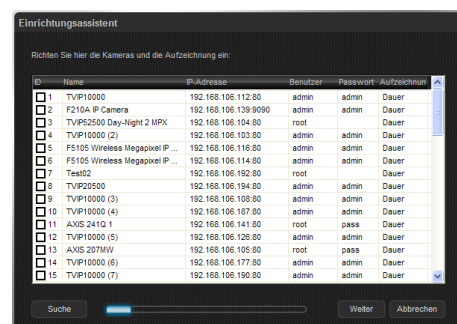 Einrichtungsassistent
Richten Sie hier die Kameras und die Aufzeichnung ein:
ID Name IP-Adresse Benutzer Passwort Aufzeichnun
1 TVIP10000 192.168.106.112:80 admin admin Dauer
2 F210A IP Camera 192.168.106.139:9090 admin admin Dauer
3 TVIP52500 Day-Night 2 MPX 192.168.106.104:80 root Dauer
4 TVIP10000 (2) 192.168.106.103:80 admin admin Dauer
5 F5105 Wireless Megapixel IP ... 192.168.106.116:80 admin admin Dauer
6 F5105 Wireless Megapixel IP ... 192.168.106.114:80 admin admin Dauer
7 Test02 192.168.106.192:80 root Dauer
8 TVIP20500 192.168.106.194:80 admin admin Dauer
9 TVIP10000 (3) 192.168.106.108:80 admin admin Dauer
10 TVIP10000 (4) 192.168.106.187:80 admin admin Dauer
11 AXIS 241Q 1 192.168.106.141:80 root pass Dauer
12 TVIP10000 (5) 192.168.106.126:80 admin admin Dauer
13 AXIS 207MW 192.168.106.105:80 root pass Dauer
14 TVIP10000 (6) 192.168.106.177:80 admin admin Dauer
15 TVIP10000 (7) 192.168.106.190:80 admin admin Dauer
Suche Weiter Abbrechen